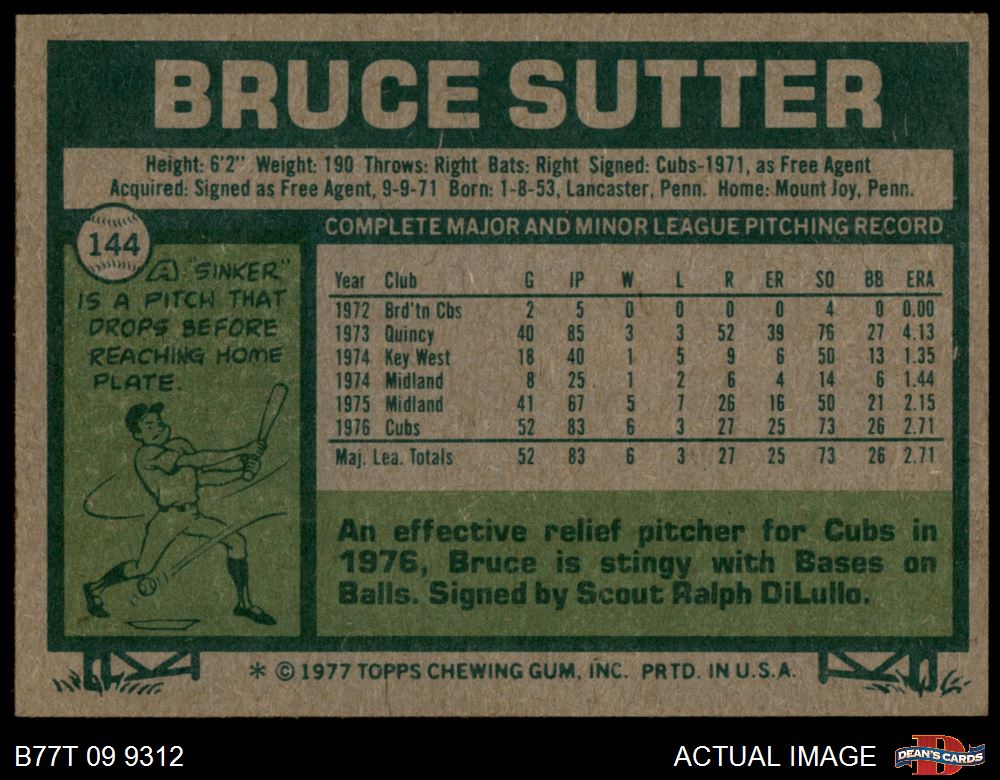 BRUCE SUTTER
Height: 6'2" Weight: 190 Throws: Right Bats: Right Signed: Cubs-1971, as Free Agent
Acquired: Signed as Free Agent, 9-9-71 Born: 1-8-53, Lancaster, Penn. Home: Mount Joy, Penn.
144
A "SINKER"
IS A PITCH THAT
DROPS BEFORE
REACHING HOME
PLATE.
COMPLETE MAJOR AND MINOR LEAGUE PITCHING RECORD
Year Club G IP W L R ER SO BB ERA
1972 Brd'tn Cbs 2 5 0 0 0 0 4 0 0.00
1973 Quincy 40 85 3 3 52 39 76 27 4.13
1974 Key West 18 40 1 5 9 6 50 13 1.35
1974 Midland 8 25 1 2 6 4 14 6 1.44
1975 Midland 41 67 5 7 26 16 50 21 2.15
1976 Cubs 52 83 6 3 27 25 73 26 2.71
Maj. Lea. Totals 52 83 6 3 27 25 73 26 2.71
An effective relief pitcher for Cubs in
1976, Bruce is stingy with Bases on
Balls. Signed by Scout Ralph DiLullo.
* © 1977 TOPPS CHEWING GUM, INC. PRTD. IN U.S.A.
B77T 09 9312
ACTUAL IMAGE
D
DEAN'S CARDS